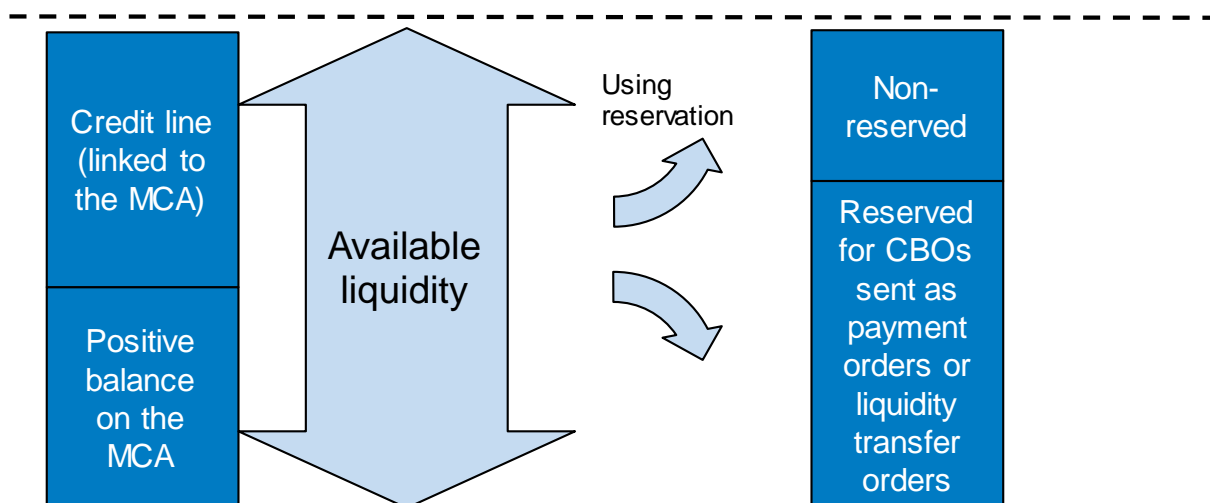 Credit line
(linked to
the MCA)
Positive
balance
on the
MCA
Available
liquidity
Using
reservation
Non-
reserved
Reserved
for CBOs
sent as
payment
orders or
liquidity
transfer
orders